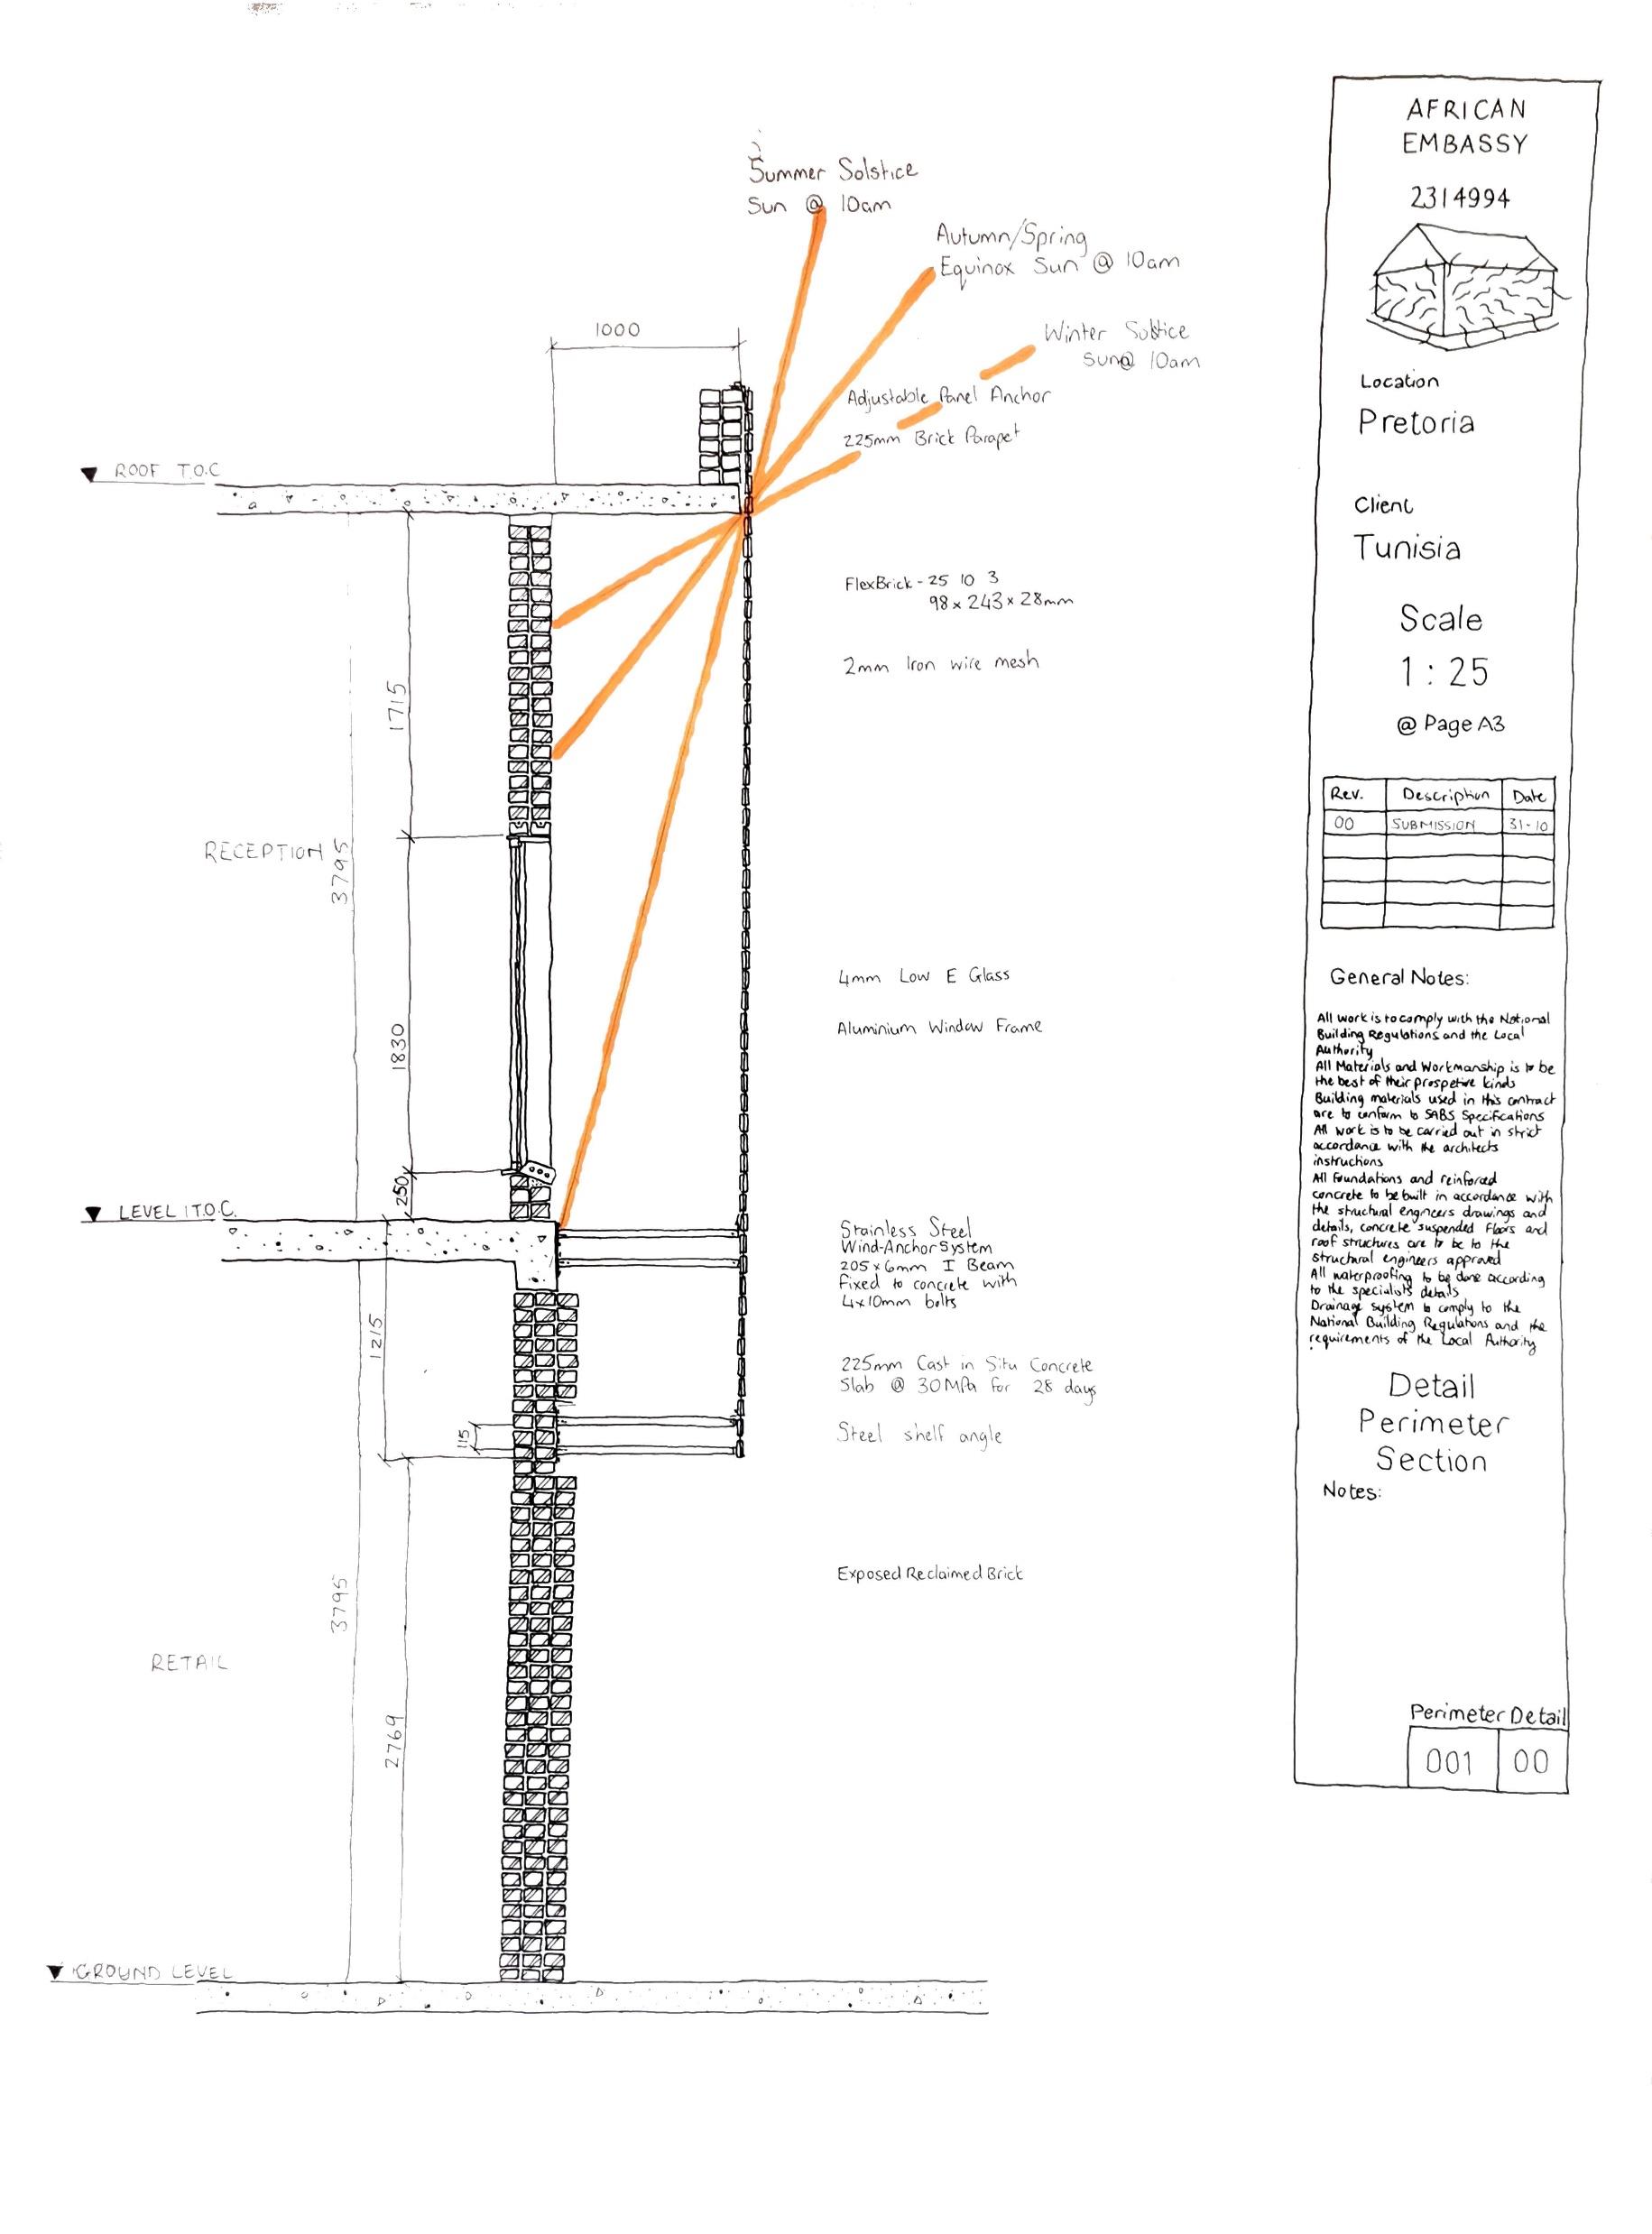 Summer Solstice
Sun @ 10am
Autumn/Spring
Equinox Sun @ 10am
Winter Solstice
Sun@ 10am
1000
Adjustable Panel Anchor
225mm Brick Parapet
ROOF T.O.C
FlexBrick - 25 10 3
98 x 243 x 28mm
2mm Iron wire mesh
1715
RECEPTION
3795
4mm Low E Glass
Aluminium Window Frame
1830
250
LEVEL 1 T.O.C.
Stainless Steel
Wind-Anchor System
205 x 6mm I Beam
Fixed to concrete with
4x10mm bolts
1215
225mm Cast in Situ Concrete
Slab @ 30MPa for 28 days
115
Steel shelf angle
Exposed Reclaimed Brick
3795
RETAIL
2769
GROUND LEVEL
AFRICAN
EMBASSY
2314994
Location
Pretoria
Client
Tunisia
Scale
1 : 25
@ Page A3
Rev. Description Date
00 SUBMISSION 31-10
General Notes:
All work is to comply with the National
Building Regulations and the Local
Authority
All Materials and Workmanship is to be
the best of their prospetive kinds
Building materials used in this contract
are to conform to SABS Specifications
All work is to be carried out in strict
accordance with the architects
instructions
All foundations and reinforced
concrete to be built in accordance with
the structural engineers drawings and
details, concrete suspended floors and
roof structures are to be to the
structural engineers approved
All waterproofing to be done according
to the specialists details
Drainage system to comply to the
National Building Regulations and the
requirements of the Local Authority
Detail
Perimeter
Section
Notes:
Perimeter Detail
001 00